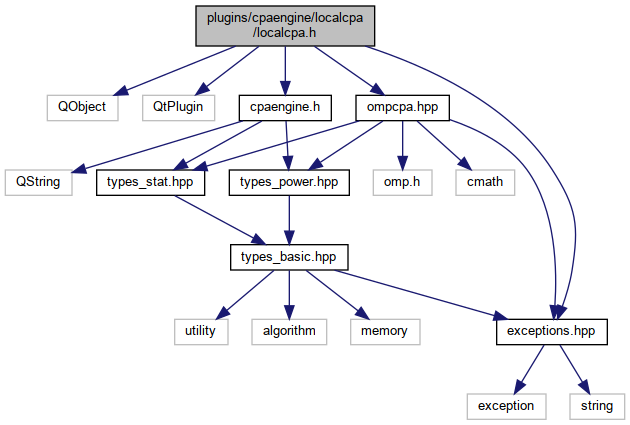 plugins/cpaengine/localcpa
/localcpa.h
QObject
QtPlugin
cpaengine.h
ompcpa.hpp
QString
types_stat.hpp
types_power.hpp
omp.h
cmath
types_basic.hpp
utility
algorithm
memory
exceptions.hpp
exception
string